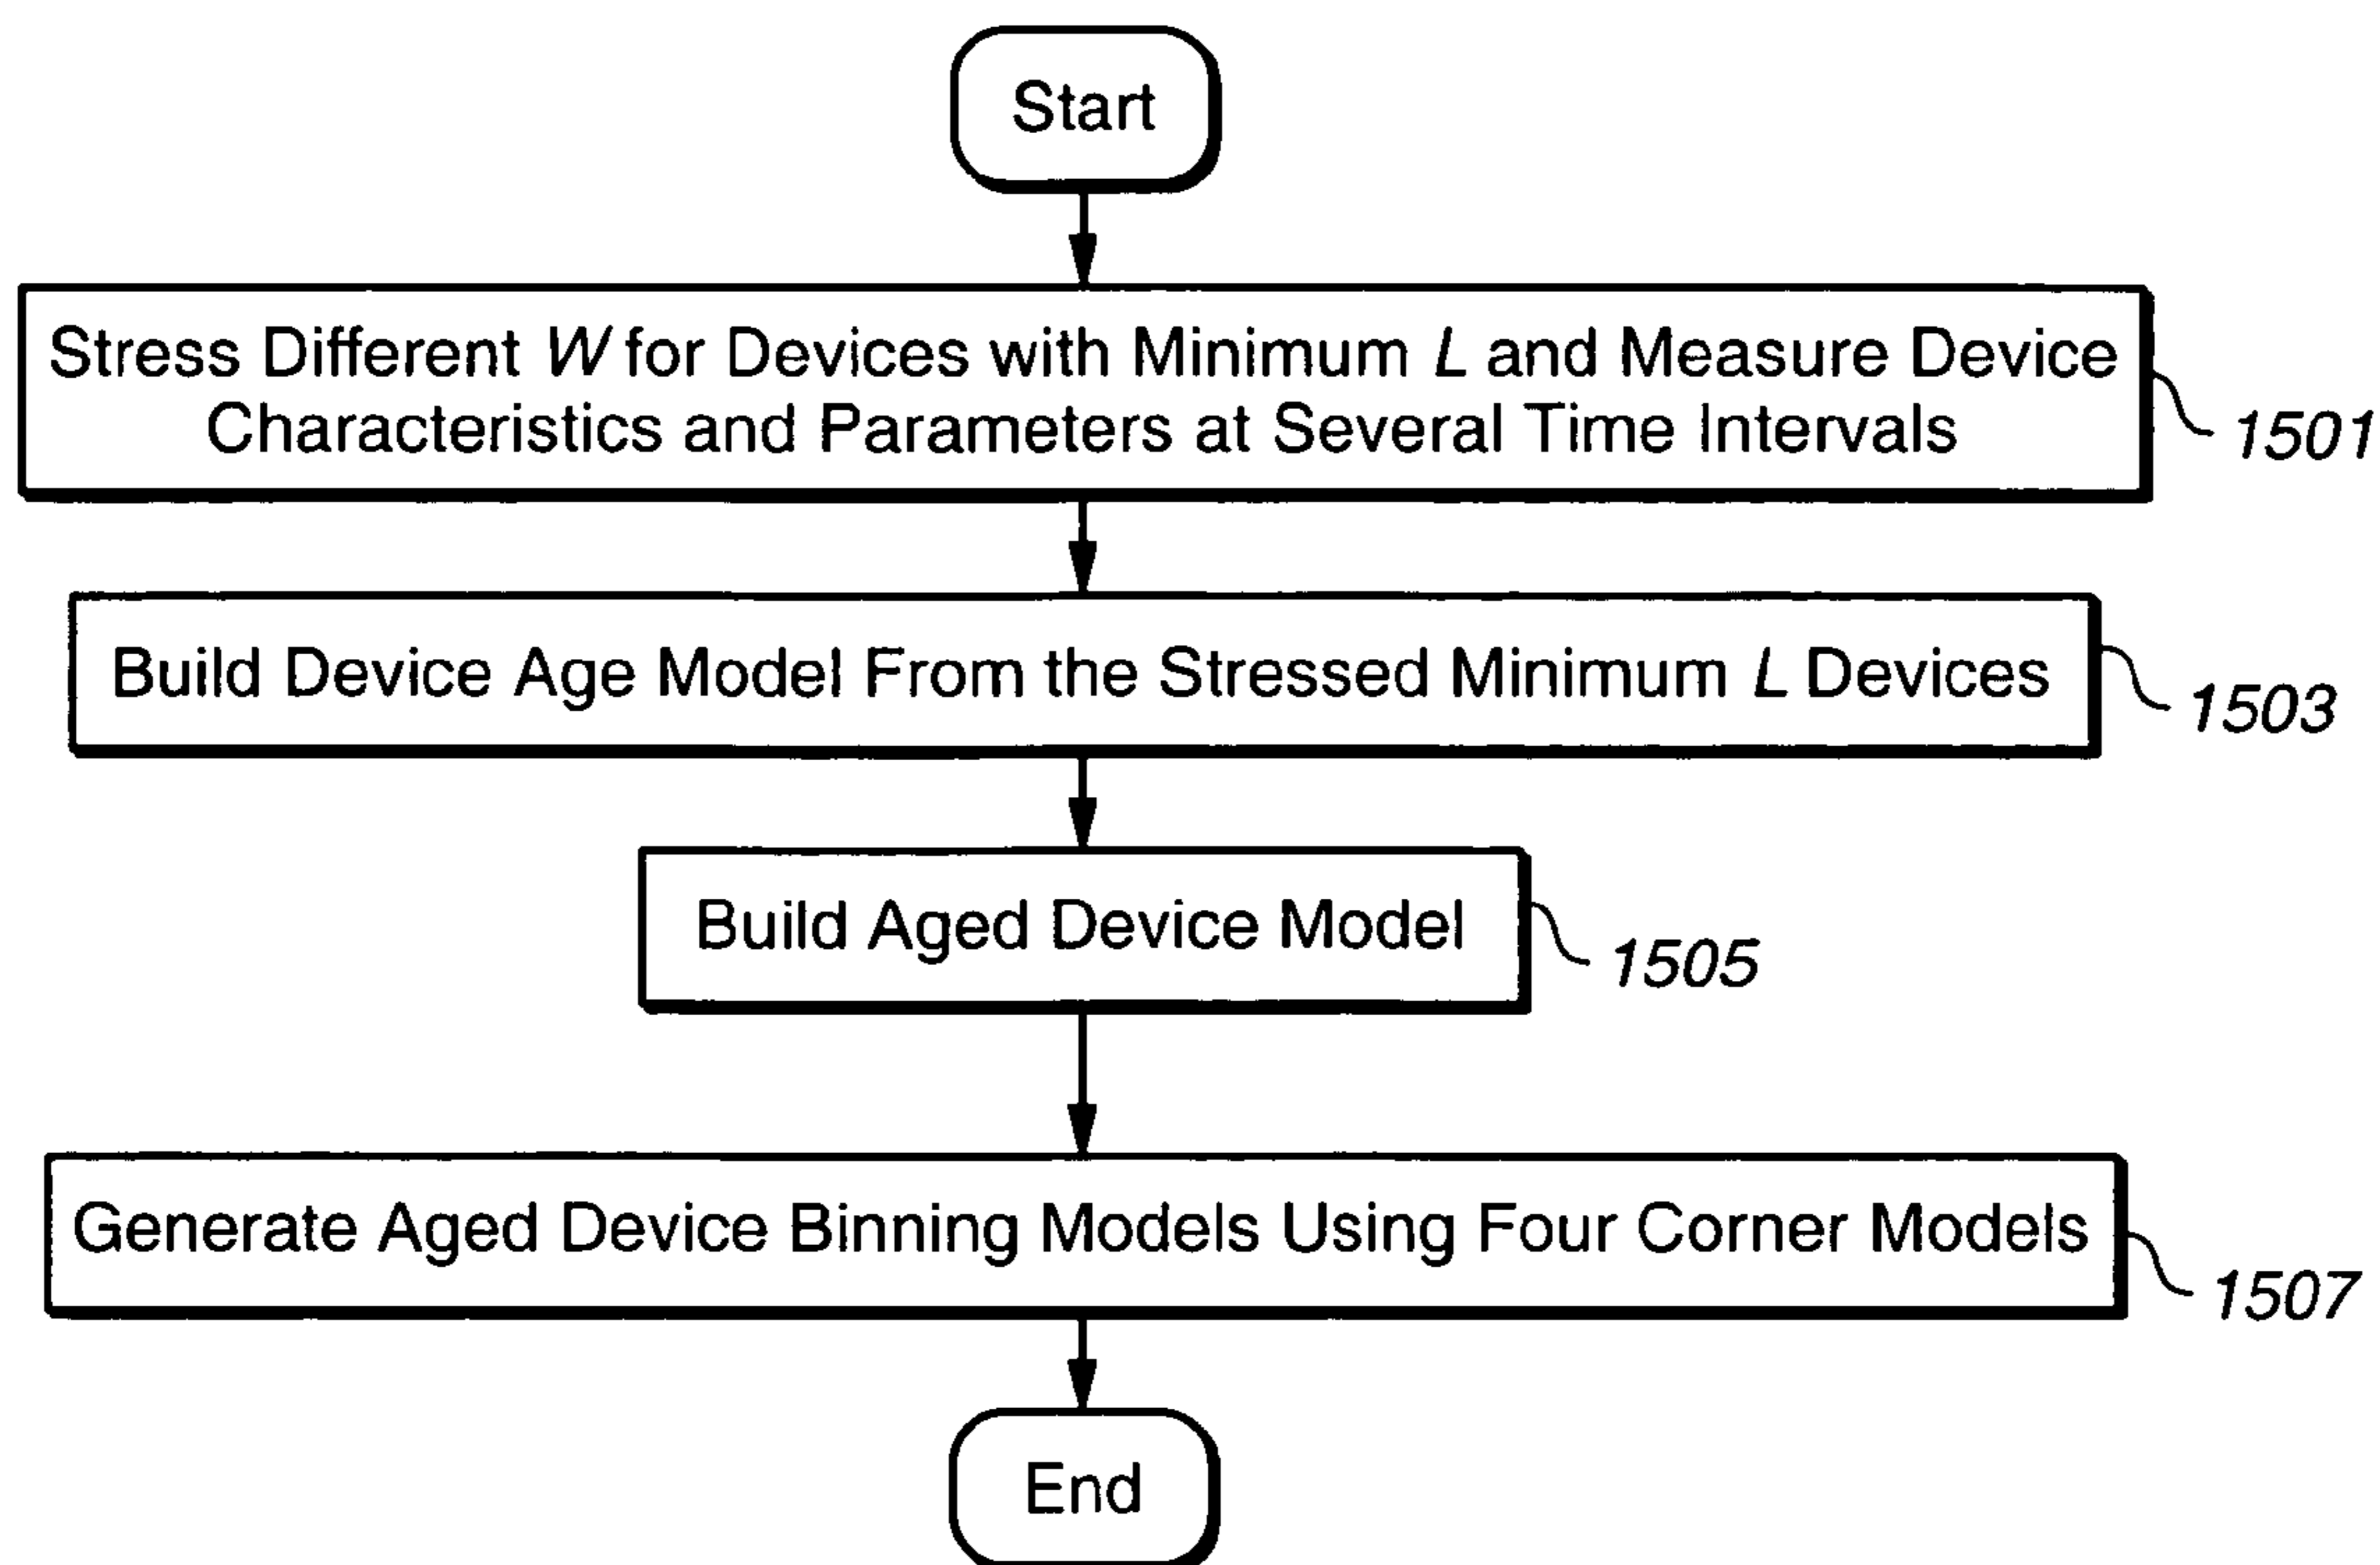 Start
Stress Different W for Devices with Minimum L and Measure Device
Characteristics and Parameters at Several Time Intervals
1501
Build Device Age Model From the Stressed Minimum L Devices
1503
Build Aged Device Model
1505
Generate Aged Device Binning Models Using Four Corner Models
1507
End